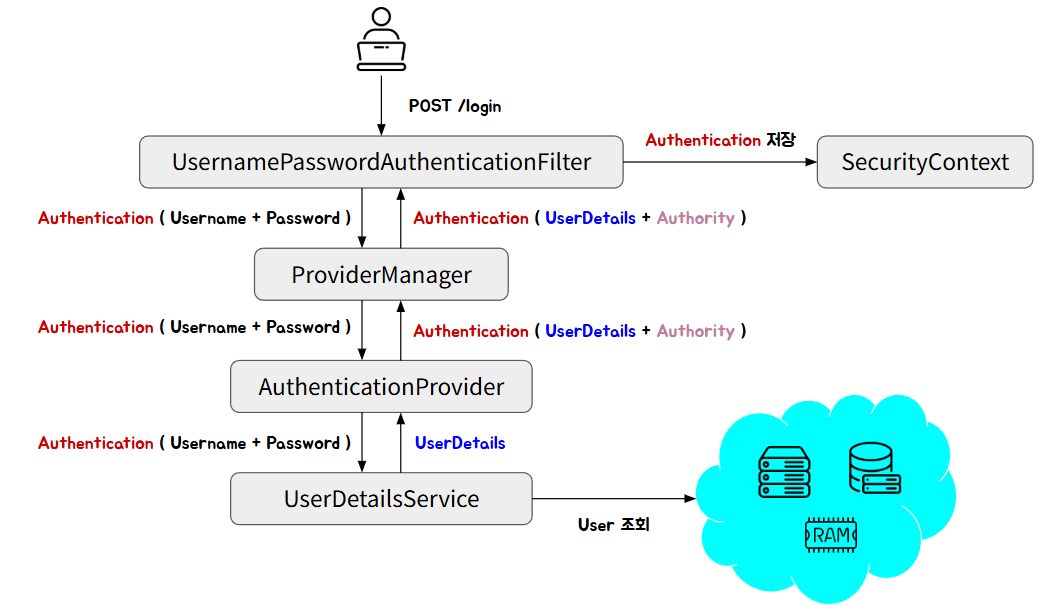 POST /login
UsernamePasswordAuthenticationFilter
Authentication 저장
SecurityContext
Authentication ( Username + Password )
Authentication ( UserDetails + Authority )
ProviderManager
Authentication ( Username + Password )
Authentication ( UserDetails + Authority )
AuthenticationProvider
Authentication ( Username + Password )
UserDetails
UserDetailsService
User 조회
RAM